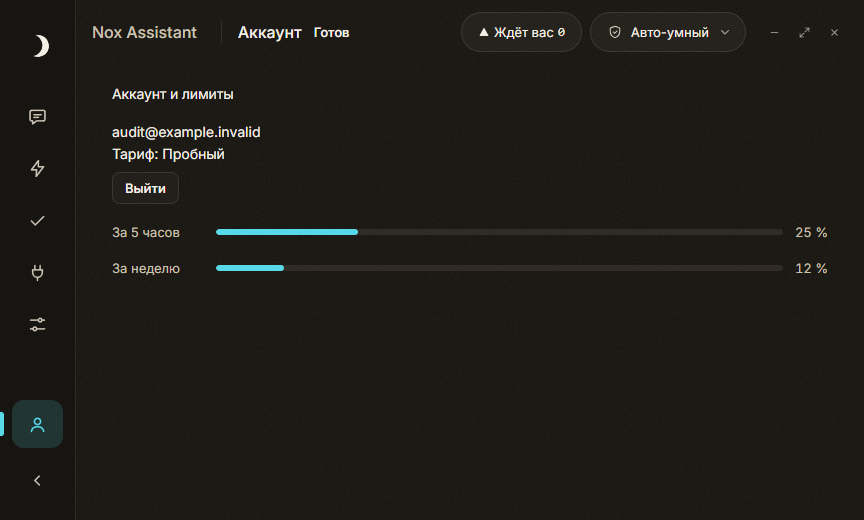 Nox Assistant
Аккаунт Готов
▲ Ждёт вас 0
Авто-умный
Аккаунт и лимиты
audit@example.invalid
Тариф: Пробный
Выйти
За 5 часов 25 %
За неделю 12 %